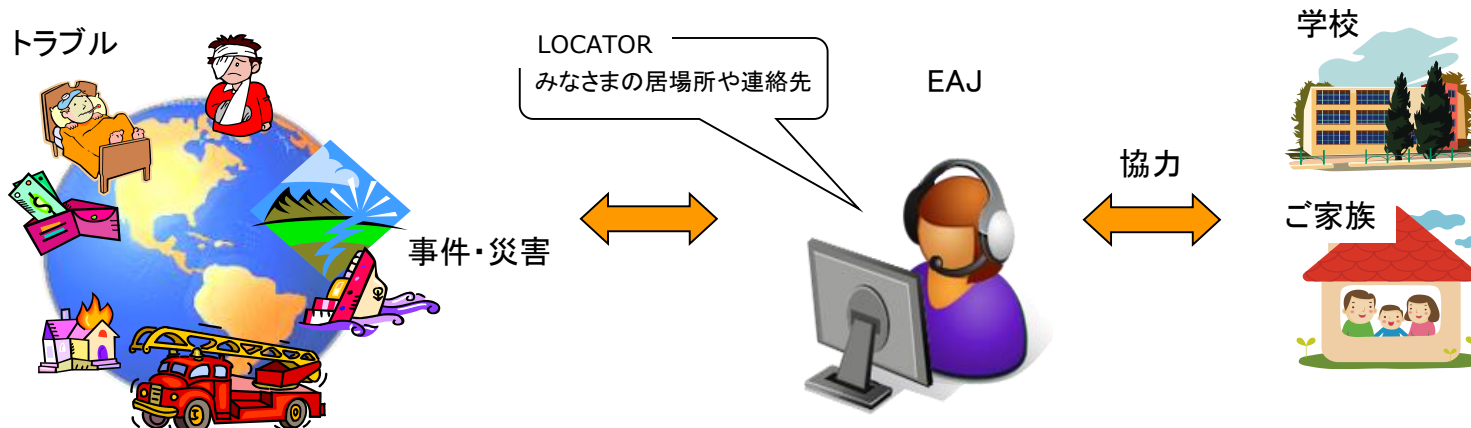 トラブル
事件・災害
LOCATOR
みなさまの居場所や連絡先
EAJ
協力
学校
ご家族